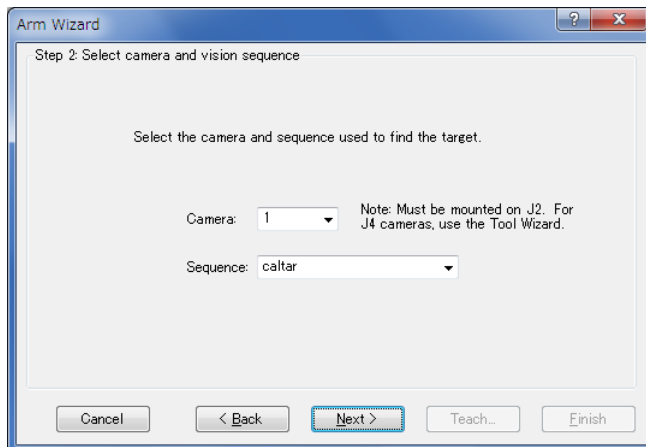 Arm Wizard
Step 2: Select camera and vision sequence
Select the camera and sequence used to find the target.
Camera: 1
Note: Must be mounted on J2. For
J4 cameras, use the Tool Wizard.
Sequence: caltar
Cancel
< Back
Next >
Teach...
Finish